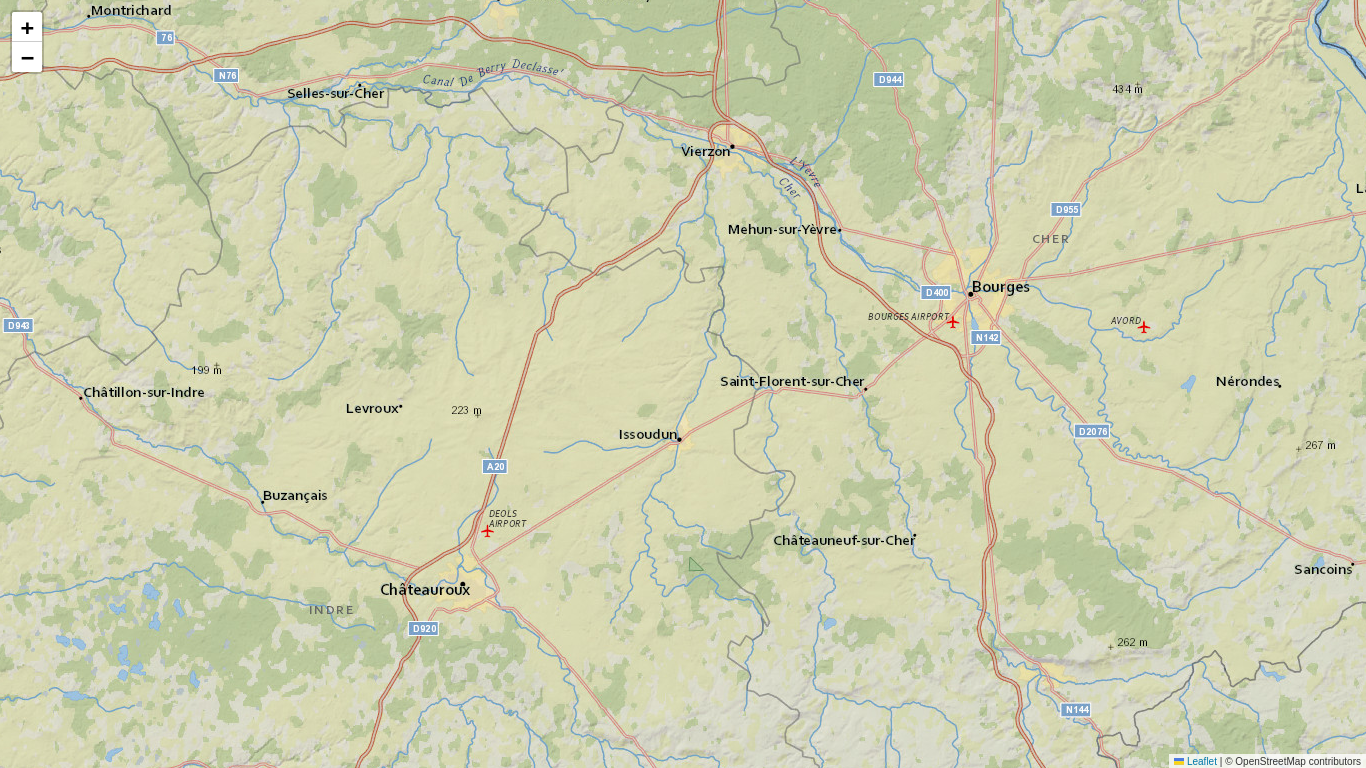 Montrichard
+
−
76
N76
Canal De Berry Declasse'
Selles-sur-Cher
D944
434 m
Vierzon
L'Yevre
Cher
D955
Mehun-sur-Yèvre
CHER
D400
Bourges
BOURGES AIRPORT
AVORD
D943
N142
199 m
Saint-Florent-sur-Cher
Nérondes
Châtillon-sur-Indre
Levroux
223 m
Issoudun
D2076
267 m
A20
Buzançais
DEOLS
AIRPORT
Châteauneuf-sur-Cher
Sancoins
Châteauroux
INDRE
D920
262 m
N144
Leaflet | © OpenStreetMap contributors